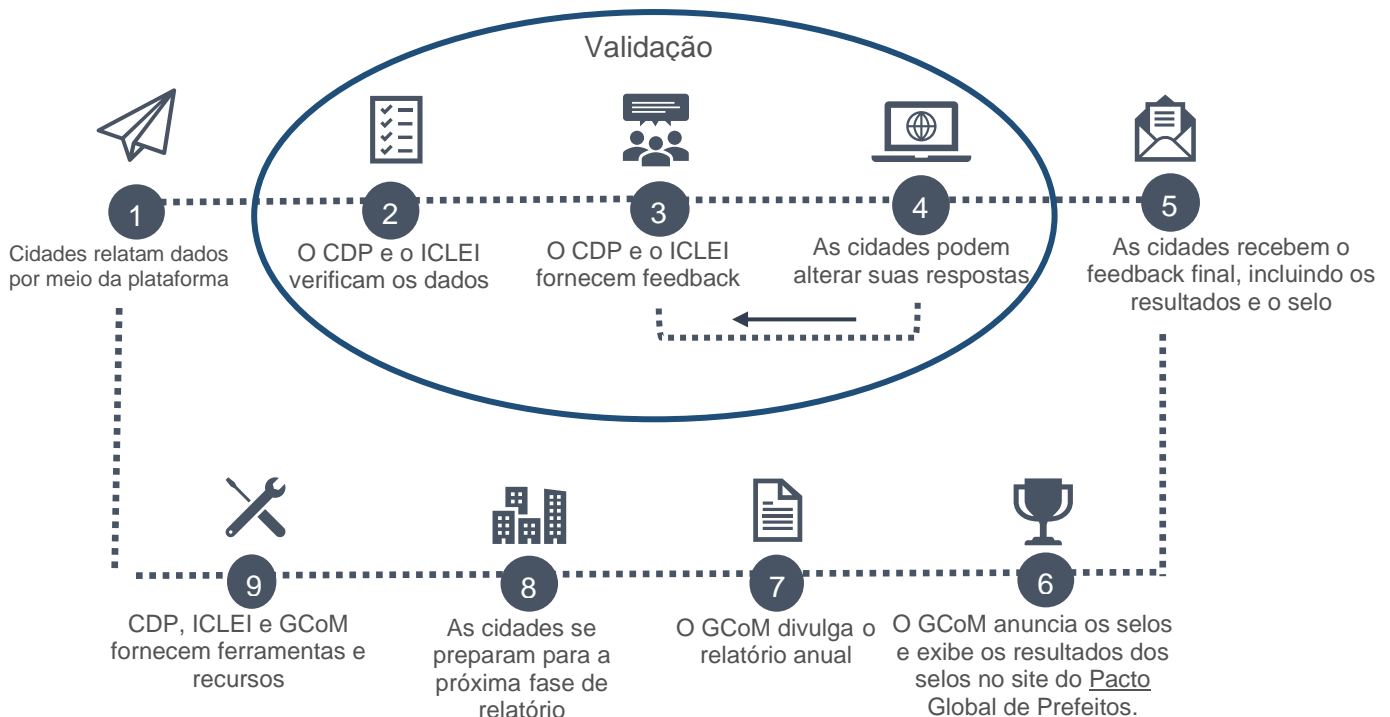 Validação
1
Cidades relatam dados
por meio da plataforma
2
O CDP e o ICLEI
verificam os dados
3
O CDP e o ICLEI
fornecem feedback
4
As cidades podem
alterar suas respostas
5
As cidades recebem o
feedback final, incluindo os
resultados e o selo
9
CDP, ICLEI e GCoM
fornecem ferramentas e
recursos
8
As cidades se
preparam para a
próxima fase de
relatório
7
O GCoM divulga o
relatório anual
6
O GCoM anuncia os selos
e exibe os resultados dos
selos no site do Pacto
Global de Prefeitos.